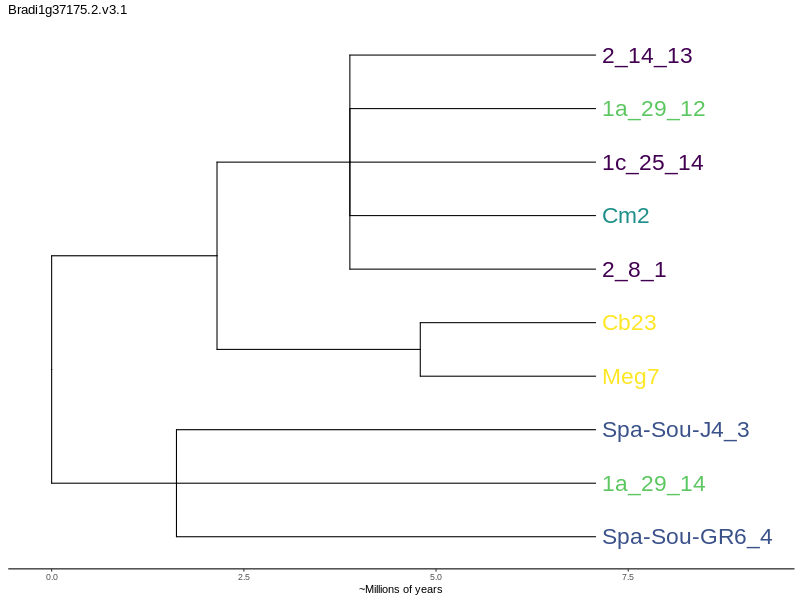 Bradi1g37175.2.v3.1
2_14_13
1a_29_12
1c_25_14
Cm2
2_8_1
Cb23
Meg7
Spa-Sou-J4_3
1a_29_14
Spa-Sou-GR6_4
0.0 2.5 5.0 7.5
~Millions of years